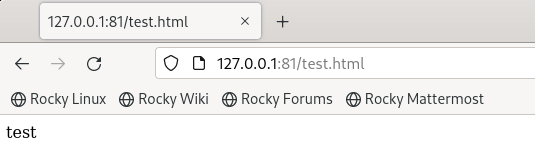 127.0.0.1:81/test.html
127.0.0.1:81/test.html
Rocky Linux Rocky Wiki Rocky Forums Rocky Mattermost
test